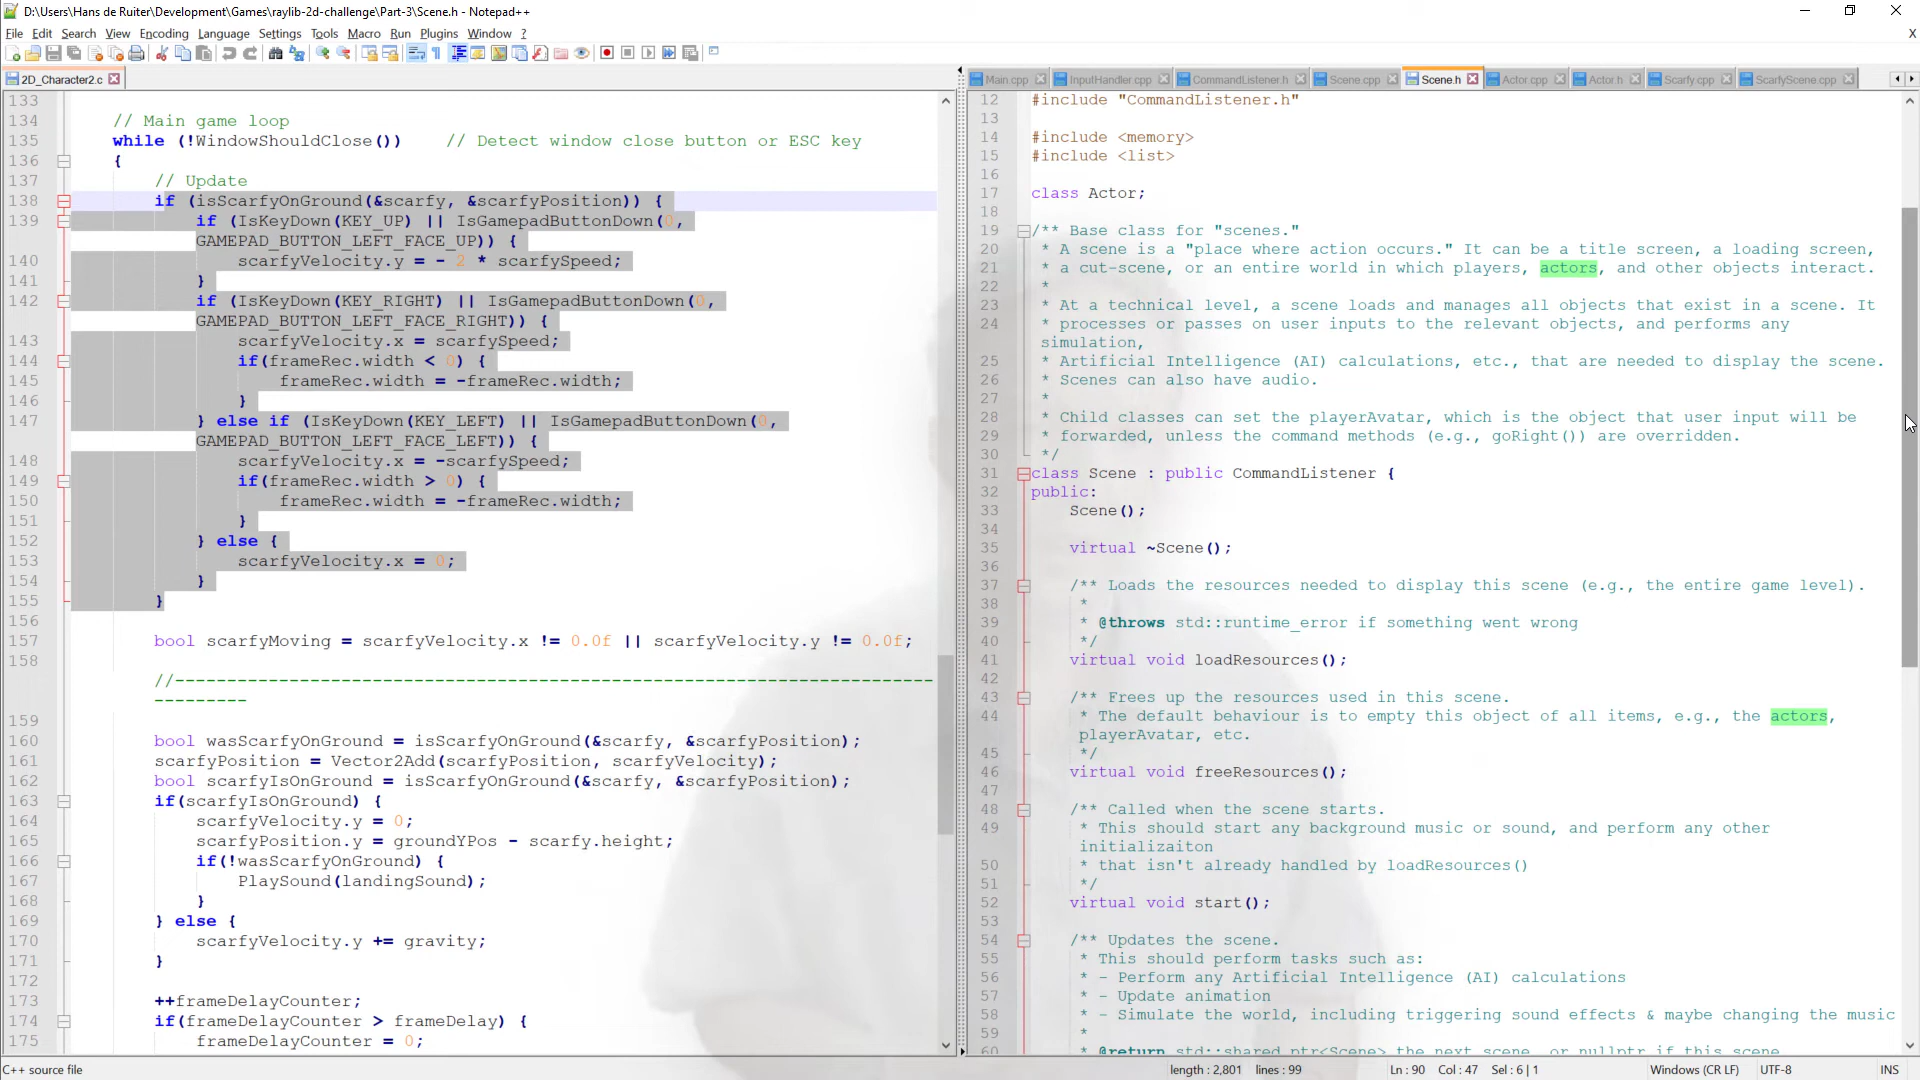 D:\Users\Hans de Ruiter\Development\Games\raylib-2d-challenge\Part-3\Scene.h - Notepad++
File Edit Search View Encoding Language Settings Tools Macro Run Plugins Window ?
X
2D_Character2.c
133
134 // Main game loop
135 while (!WindowShouldClose()) // Detect window close button or ESC key
136 {
137 // Update
138 if (isScarfyOnGround(&scarfy, &scarfyPosition)) {
139 if (IsKeyDown(KEY_UP) || IsGamepadButtonDown(0,
GAMEPAD_BUTTON_LEFT_FACE_UP)) {
140 scarfyVelocity.y = - 2 * scarfySpeed;
141 }
142 if (IsKeyDown(KEY_RIGHT) || IsGamepadButtonDown(0,
GAMEPAD_BUTTON_LEFT_FACE_RIGHT)) {
143 scarfyVelocity.x = scarfySpeed;
144 if(frameRec.width < 0) {
145 frameRec.width = -frameRec.width;
146 }
147 } else if (IsKeyDown(KEY_LEFT) || IsGamepadButtonDown(0,
GAMEPAD_BUTTON_LEFT_FACE_LEFT)) {
148 scarfyVelocity.x = -scarfySpeed;
149 if(frameRec.width > 0) {
150 frameRec.width = -frameRec.width;
151 }
152 } else {
153 scarfyVelocity.x = 0;
154 }
155 }
156
157 bool scarfyMoving = scarfyVelocity.x != 0.0f || scarfyVelocity.y != 0.0f;
158
//-------------------------------------------------------------------------
---------
159
160 bool wasScarfyOnGround = isScarfyOnGround(&scarfy, &scarfyPosition);
161 scarfyPosition = Vector2Add(scarfyPosition, scarfyVelocity);
162 bool scarfyIsOnGround = isScarfyOnGround(&scarfy, &scarfyPosition);
163 if(scarfyIsOnGround) {
164 scarfyVelocity.y = 0;
165 scarfyPosition.y = groundYPos - scarfy.height;
166 if(!wasScarfyOnGround) {
167 PlaySound(landingSound);
168 }
169 } else {
170 scarfyVelocity.y += gravity;
171 }
172
173 ++frameDelayCounter;
174 if(frameDelayCounter > frameDelay) {
175 frameDelayCounter = 0;
Main.cpp InputHandler.cpp CommandListener.h Scene.cpp Scene.h Actor.cpp Actor.h Scarfy.cpp ScarfyScene.cpp
12 #include "CommandListener.h"
13
14 #include <memory>
15 #include <list>
16
17 class Actor;
18
19 /** Base class for "scenes."
20 * A scene is a "place where action occurs." It can be a title screen, a loading screen,
21 * a cut-scene, or an entire world in which players, actors, and other objects interact.
22 *
23 * At a technical level, a scene loads and manages all objects that exist in a scene. It
24 * processes or passes on user inputs to the relevant objects, and performs any
simulation,
25 * Artificial Intelligence (AI) calculations, etc., that are needed to display the scene.
26 * Scenes can also have audio.
27 *
28 * Child classes can set the playerAvatar, which is the object that user input will be
29 * forwarded, unless the command methods (e.g., goRight()) are overridden.
30 */
31 class Scene : public CommandListener {
32 public:
33 Scene();
34
35 virtual ~Scene();
36
37 /** Loads the resources needed to display this scene (e.g., the entire game level).
38 *
39 * @throws std::runtime_error if something went wrong
40 */
41 virtual void loadResources();
42
43 /** Frees up the resources used in this scene.
44 * The default behaviour is to empty this object of all items, e.g., the actors,
playerAvatar, etc.
45 */
46 virtual void freeResources();
47
48 /** Called when the scene starts.
49 * This should start any background music or sound, and perform any other
initializaiton
50 * that isn't already handled by loadResources()
51 */
52 virtual void start();
53
54 /** Updates the scene.
55 * This should perform tasks such as:
56 * - Perform any Artificial Intelligence (AI) calculations
57 * - Update animation
58 * - Simulate the world, including triggering sound effects & maybe changing the music
59 *
60 * @return std::shared_ptr<Scene> the next scene, or nullptr if this scene
C++ source file
length : 2,801 lines : 99
Ln : 90 Col : 47 Sel : 6 | 1
Windows (CR LF)
UTF-8
INS